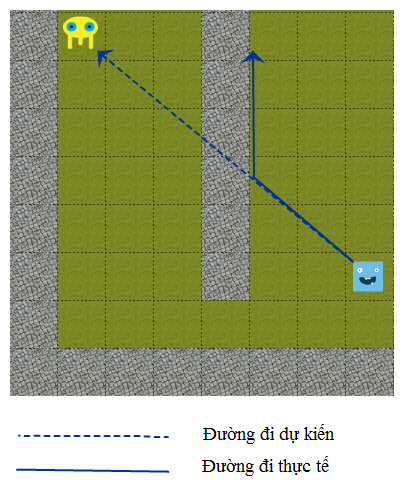 Đường đi dự kiến
Đường đi thực tế